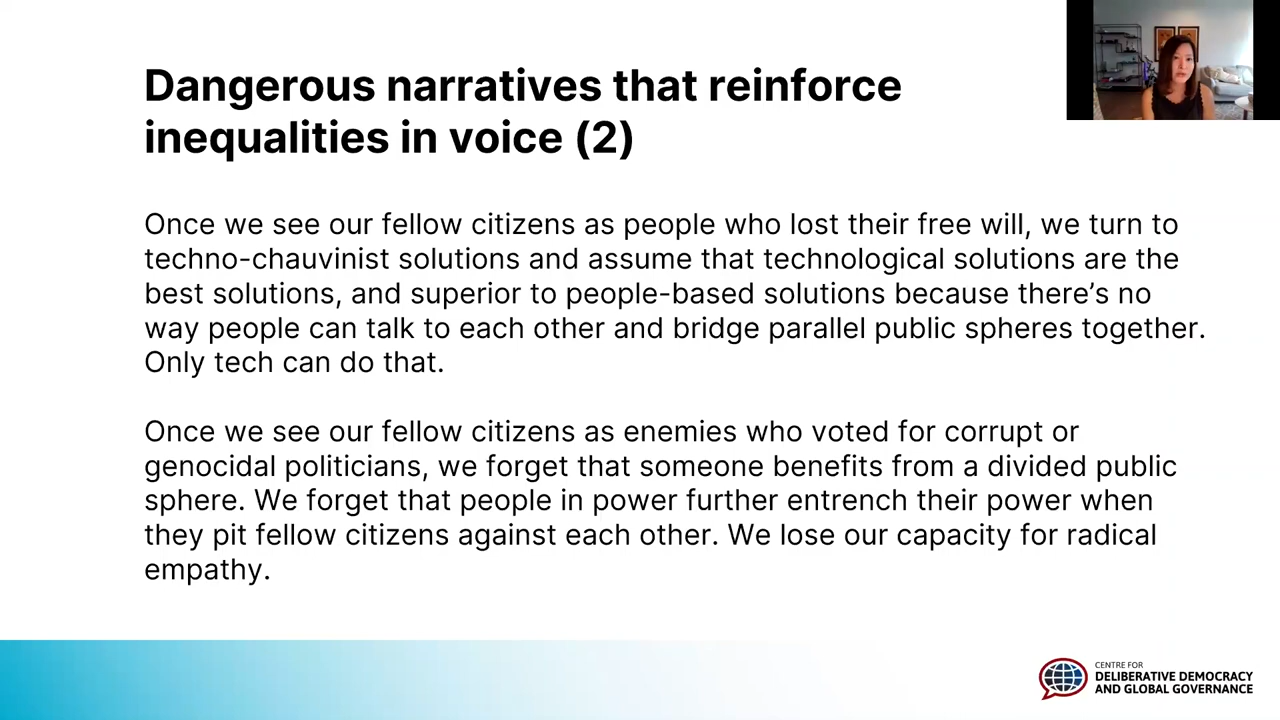 Dangerous narratives that reinforce
inequalities in voice (2)
Once we see our fellow citizens as people who lost their free will, we turn to
techno-chauvinist solutions and assume that technological solutions are the
best solutions, and superior to people-based solutions because there’s no
way people can talk to each other and bridge parallel public spheres together.
Only tech can do that.
Once we see our fellow citizens as enemies who voted for corrupt or
genocidal politicians, we forget that someone benefits from a divided public
sphere. We forget that people in power further entrench their power when
they pit fellow citizens against each other. We lose our capacity for radical
empathy.
CENTRE FOR
DELIBERATIVE DEMOCRACY
AND GLOBAL GOVERNANCE